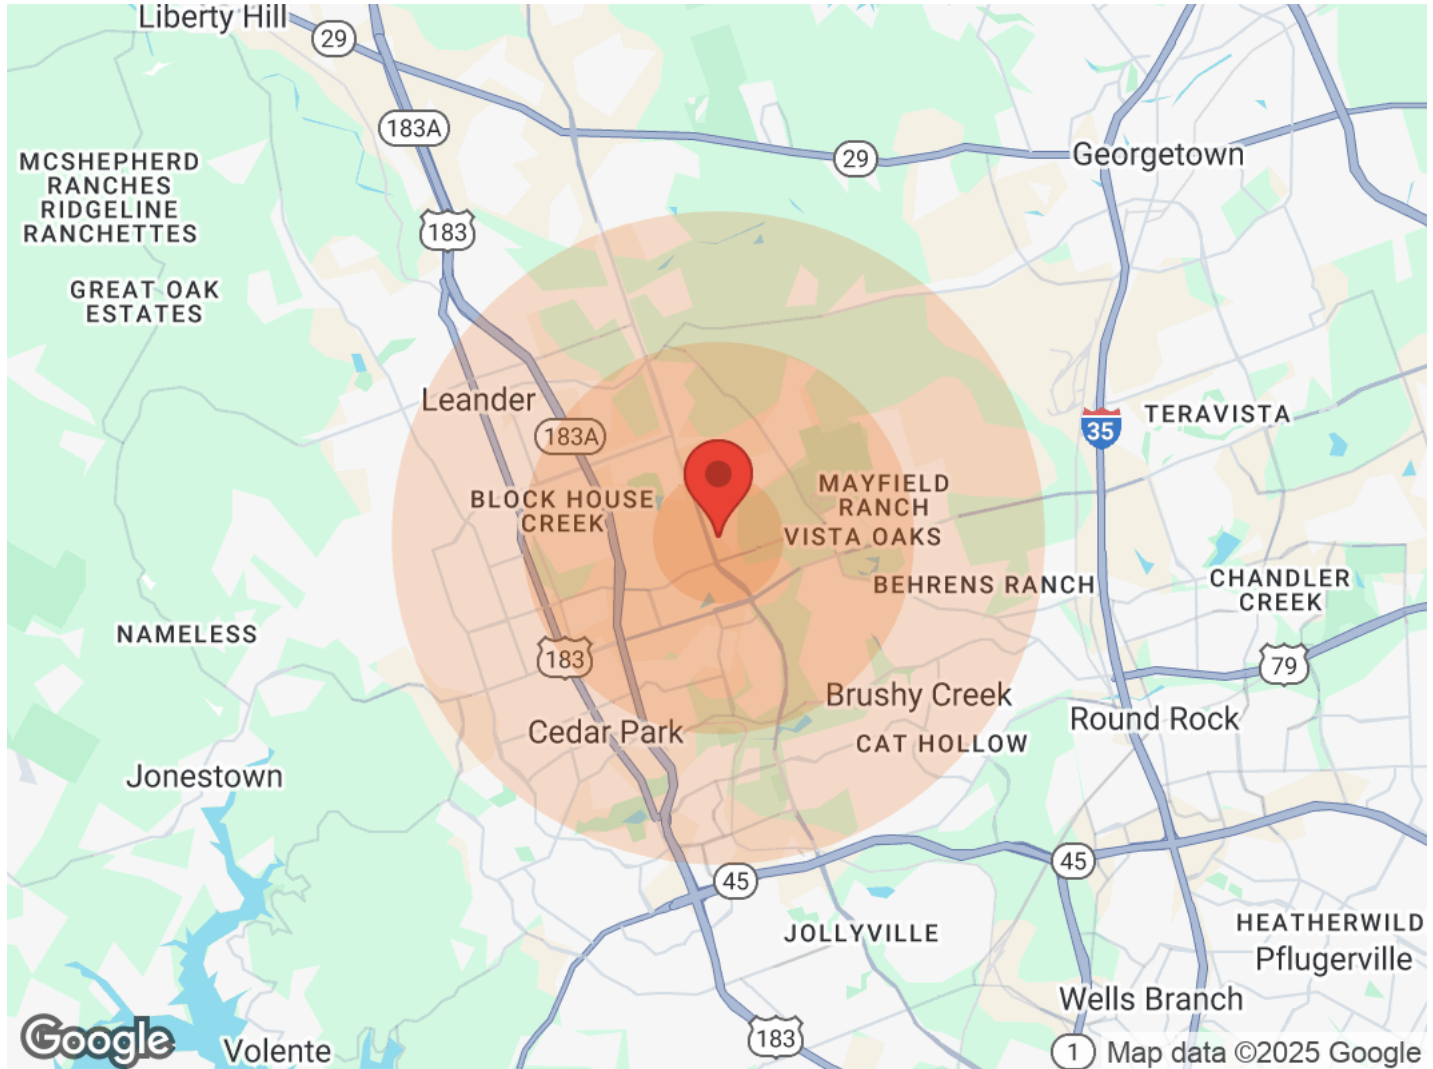 Liberty Hill
29
183A
29
Georgetown
MCSHEPHERD
RANCHES
RIDGELINE
RANCHETTES
183
GREAT OAK
ESTATES
Leander
183A
35
TERAVISTA
BLOCK HOUSE
CREEK
MAYFIELD
RANCH
VISTA OAKS
BEHRENS RANCH
CHANDLER
CREEK
NAMELESS
183
79
Brushy Creek
Round Rock
Cedar Park
CAT HOLLOW
Jonestown
45
45
JOLLYVILLE
HEATHERWILD
Pflugerville
Wells Branch
183
Google
Volente
1
Map data ©2025 Google